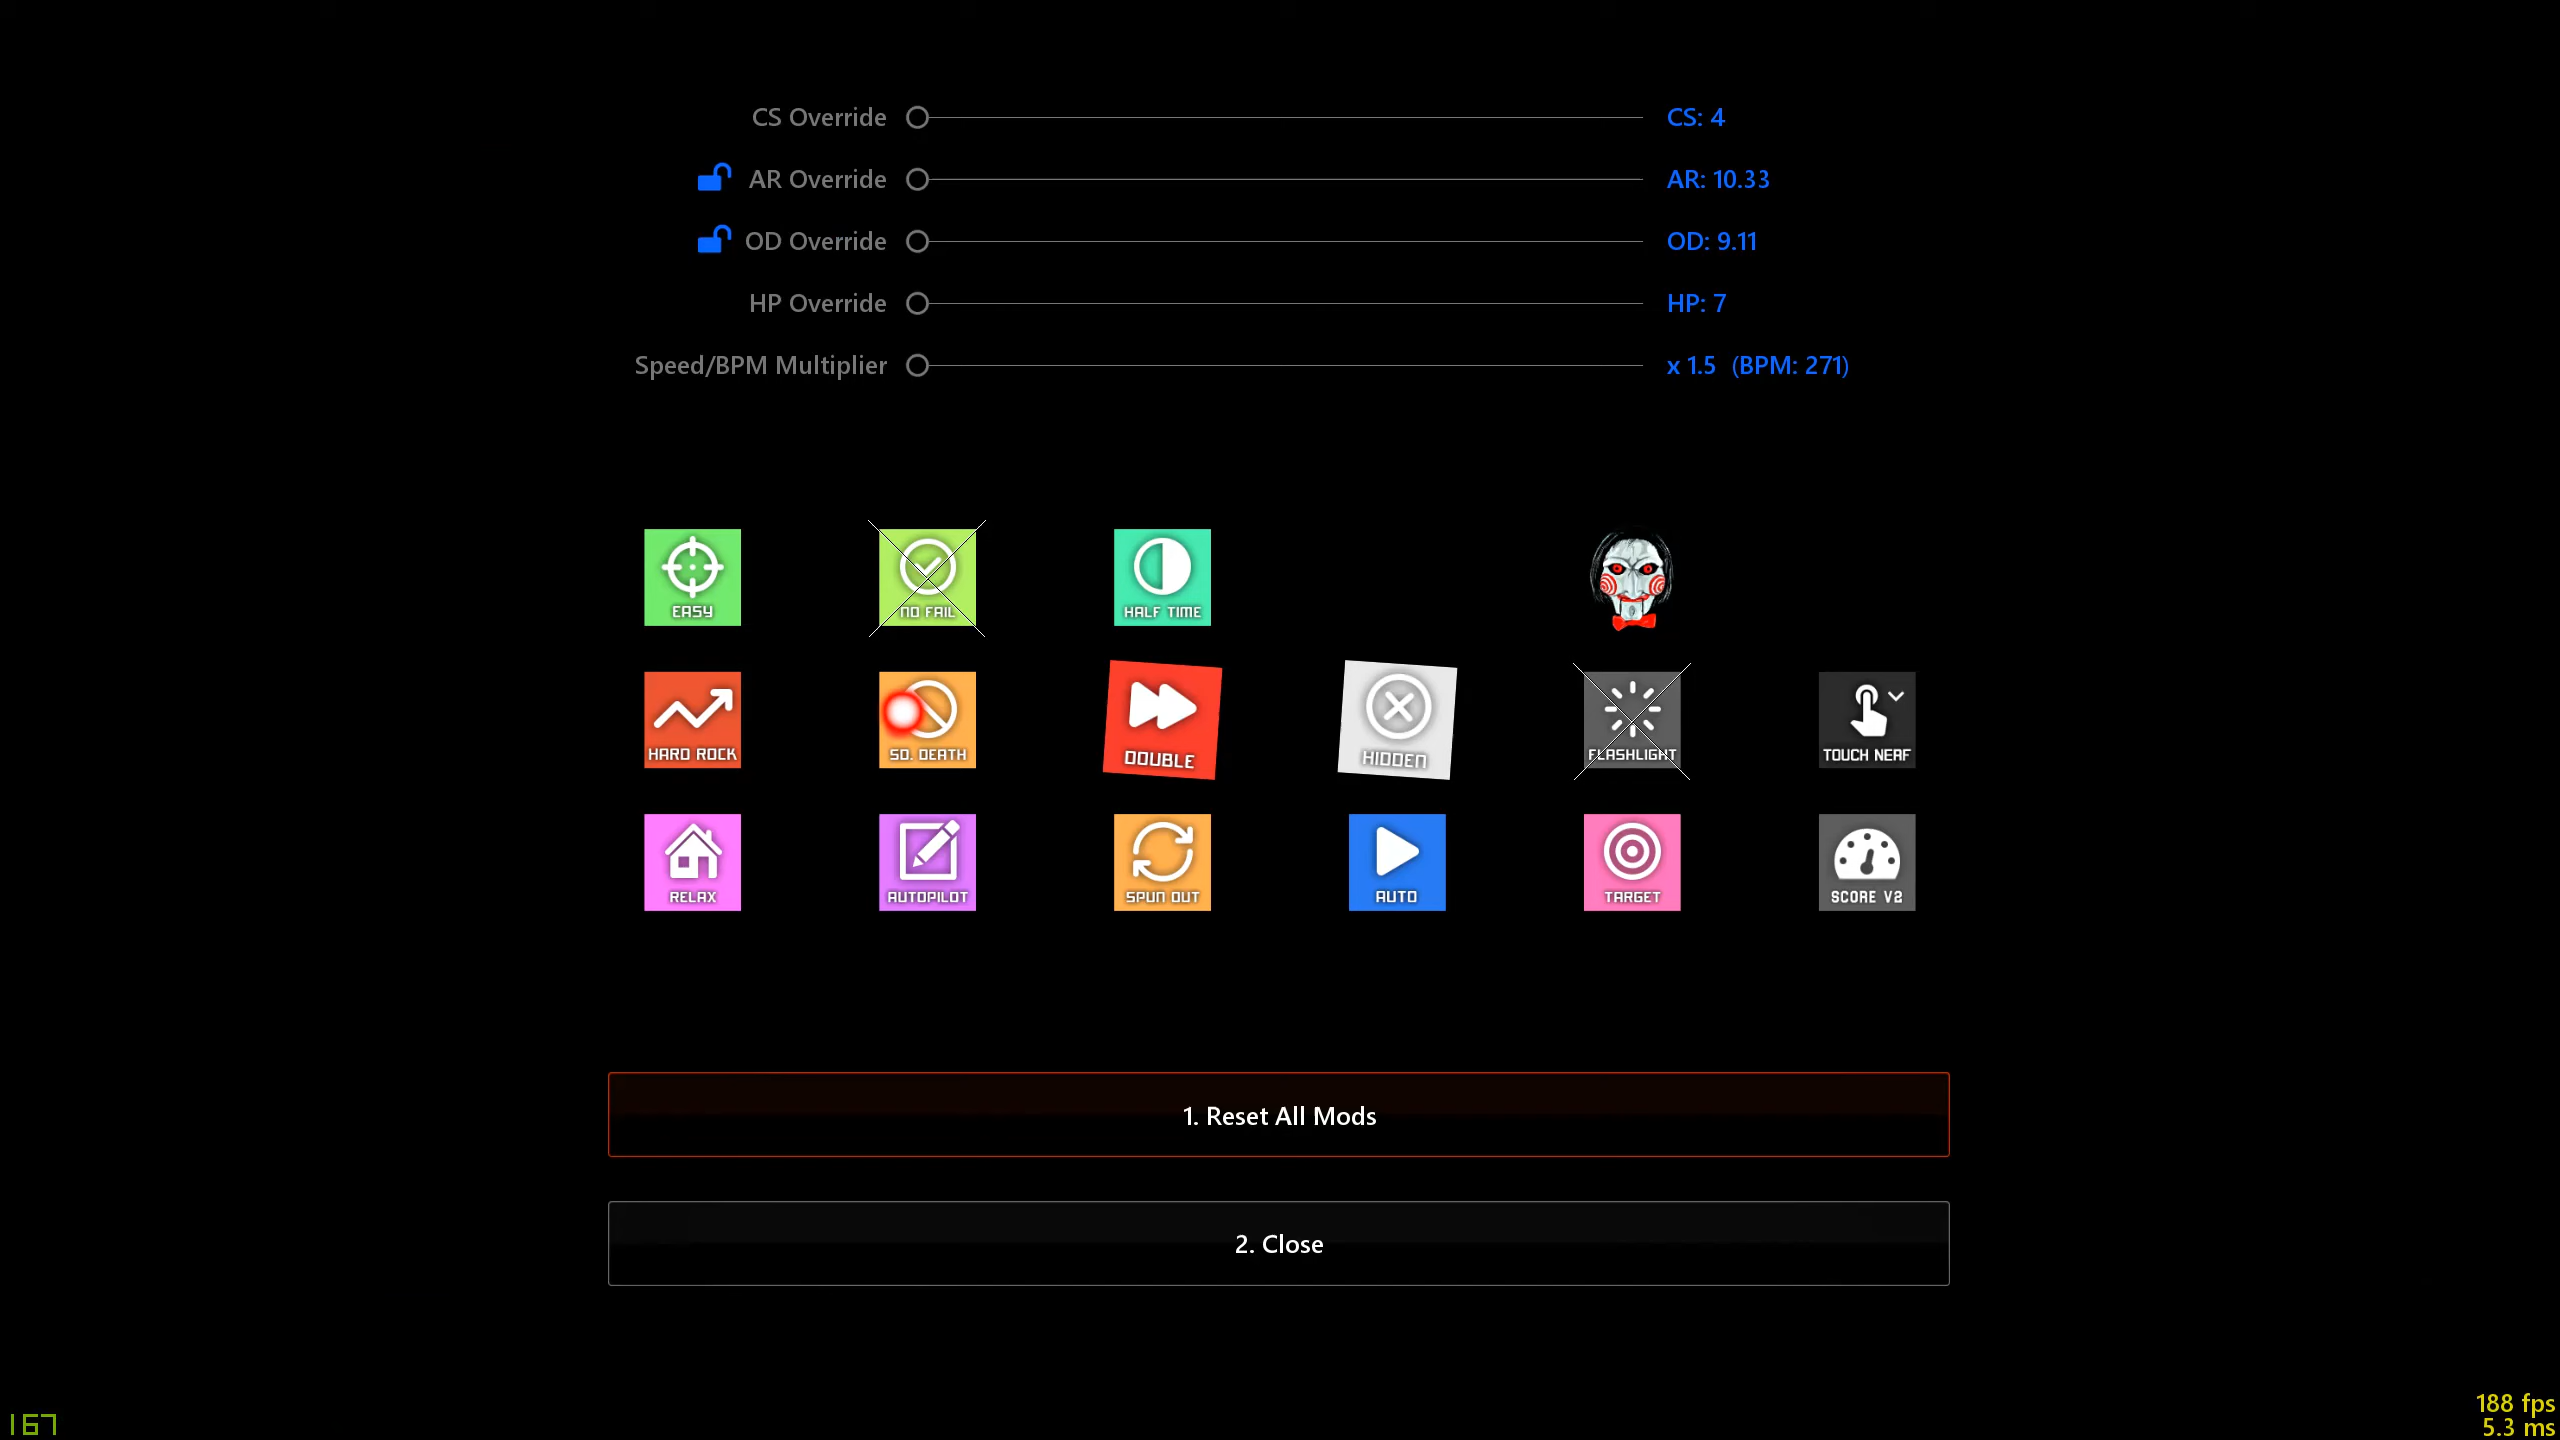 CS Override CS: 4
AR Override AR: 10.33
OD Override OD: 9.11
HP Override HP: 7
Speed/BPM Multiplier x 1.5 (BPM: 271)
EASY NO FAIL HALF TIME
HARD ROCK SD. DEATH DOUBLE HIDDEN FLASHLIGHT TOUCH NERF
RELAX AUTOPILOT SPUN OUT AUTO TARGET SCORE V2
1. Reset All Mods
2. Close
188 fps
167 5.3 ms